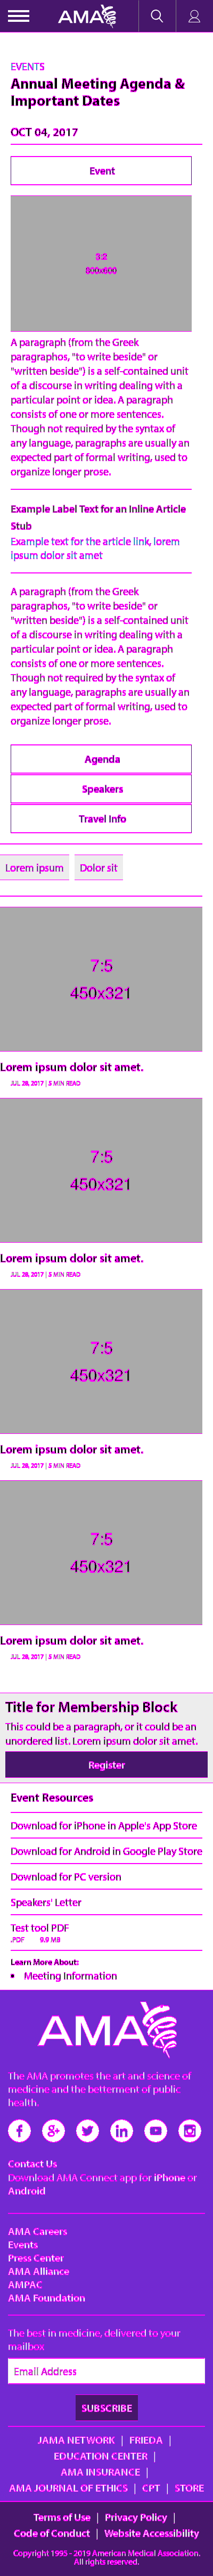 AMA
EVENTS
Annual Meeting Agenda &
Important Dates
OCT 04, 2017
Event
3:2
800x600
A paragraph (from the Greek
paragraphos, "to write beside" or
"written beside") is a self-contained unit
of a discourse in writing dealing with a
particular point or idea. A paragraph
consists of one or more sentences.
Though not required by the syntax of
any language, paragraphs are usually an
expected part of formal writing, used to
organize longer prose.
Example Label Text for an Inline Article
Stub
Example text for the article link, lorem
ipsum dolor sit amet
A paragraph (from the Greek
paragraphos, "to write beside" or
"written beside") is a self-contained unit
of a discourse in writing dealing with a
particular point or idea. A paragraph
consists of one or more sentences.
Though not required by the syntax of
any language, paragraphs are usually an
expected part of formal writing, used to
organize longer prose.
Agenda
Speakers
Travel Info
Lorem ipsum Dolor sit
7:5
450x321
Lorem ipsum dolor sit amet.
JUL 28, 2017 | 5 MIN READ
7:5
450x321
Lorem ipsum dolor sit amet.
JUL 28, 2017 | 5 MIN READ
7:5
450x321
Lorem ipsum dolor sit amet.
JUL 28, 2017 | 5 MIN READ
7:5
450x321
Lorem ipsum dolor sit amet.
JUL 28, 2017 | 5 MIN READ
Title for Membership Block
This could be a paragraph, or it could be an
unordered list. Lorem ipsum dolor sit amet.
Register
Event Resources
Download for iPhone in Apple's App Store
Download for Android in Google Play Store
Download for PC version
Speakers' Letter
Test tool PDF
.PDF 9.9 MB
Learn More About:
Meeting Information
AMA
The AMA promotes the art and science of
medicine and the betterment of public
health.
Contact Us
Download AMA Connect app for iPhone or
Android
AMA Careers
Events
Press Center
AMA Alliance
AMPAC
AMA Foundation
The best in medicine, delivered to your
mailbox
Email Address
SUBSCRIBE
JAMA NETWORK | FRIEDA |
EDUCATION CENTER |
AMA INSURANCE |
AMA JOURNAL OF ETHICS | CPT | STORE
Terms of Use | Privacy Policy |
Code of Conduct | Website Accessibility
Copyright 1995 - 2019 American Medical Association.
All rights reserved.